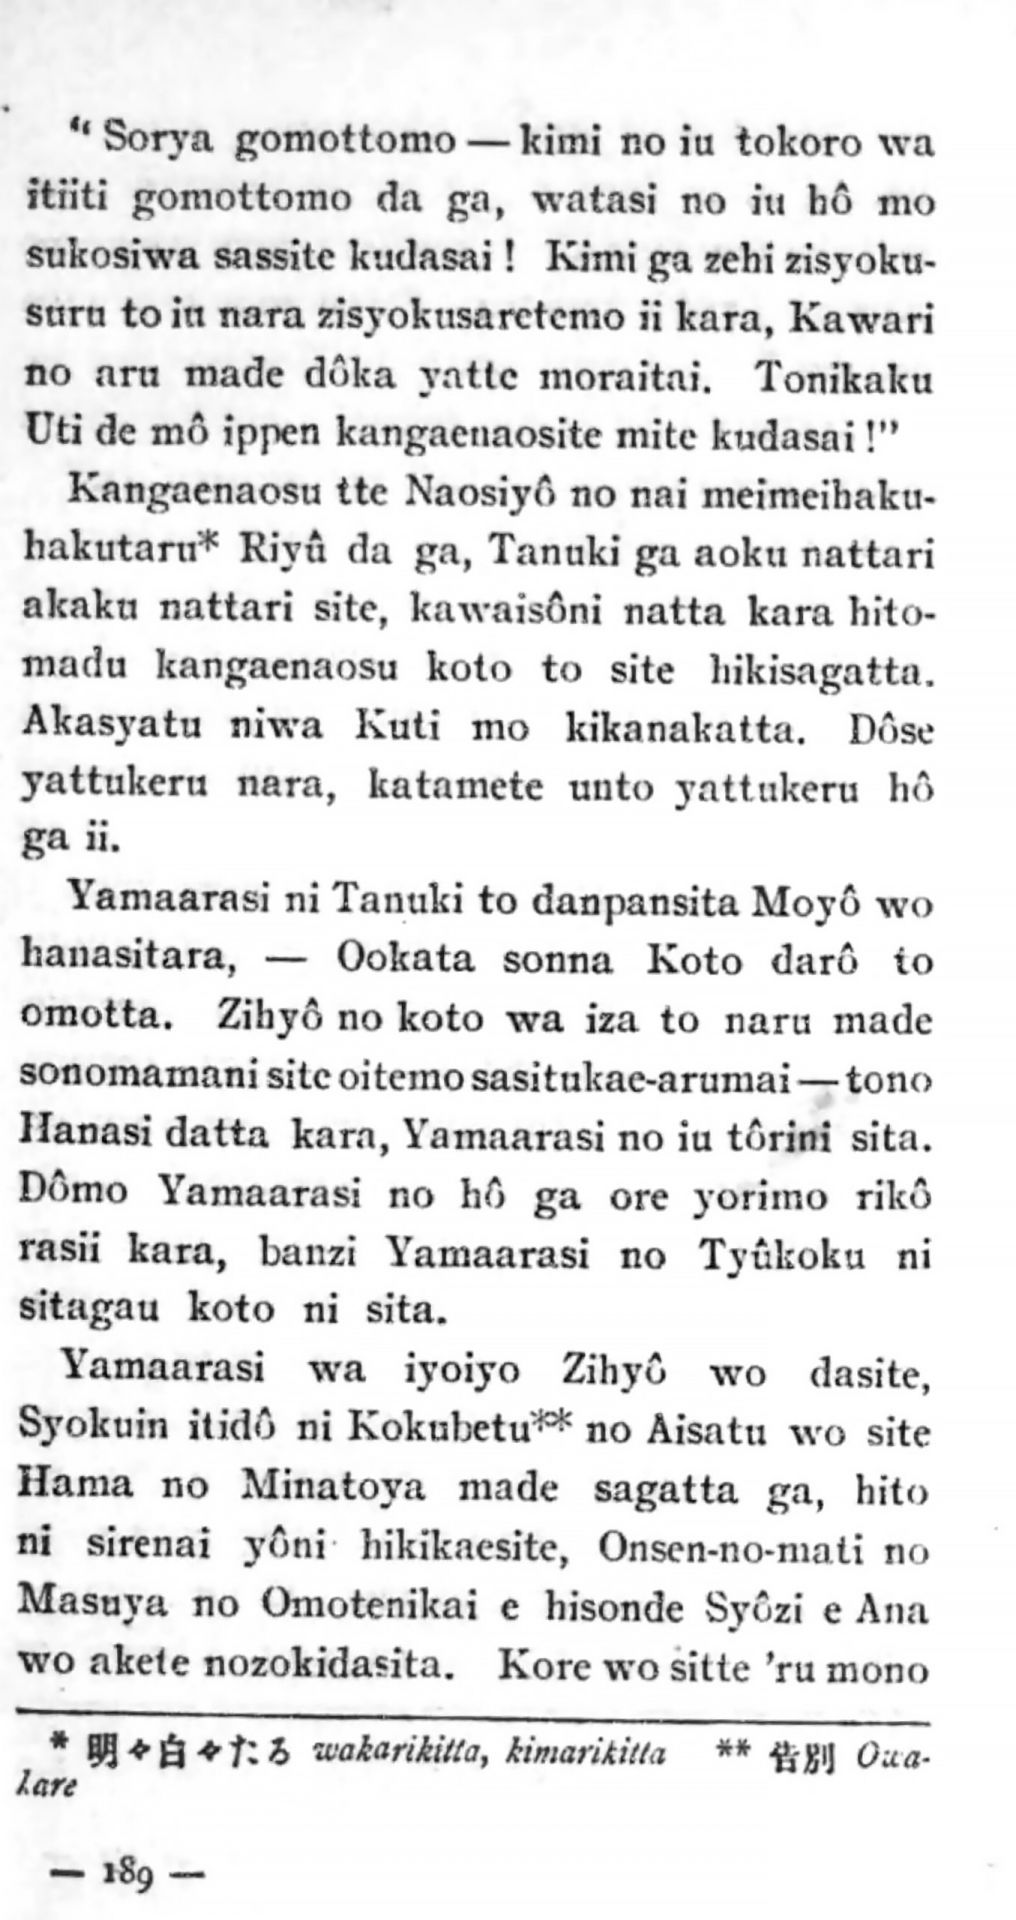 “Sorya gomottomo — kimi no iu tokoro wa
itiiti gomottomo da ga, watasi no iu hô mo
sukosiwa sassite kudasai! Kimi ga zehi zisyoku-
suru to iu nara zisyokusaretemo ii kara, Kawari
no aru made dôka yatte moraitai. Tonikaku
Uti de mô ippen kangaenaosite mite kudasai!”
Kangaenaosu tte Naosiyô no nai meimeihaku-
hakutaru* Riyû da ga, Tanuki ga aoku nattari
akaku nattari site, kawaisôni natta kara hito-
madu kangaenaosu koto to site hikisagatta.
Akasyatu niwa Kuti mo kikanakatta. Dôse
yattukeru nara, katamete unto yattukeru hô
ga ii.
Yamaarasi ni Tanuki to danpansita Moyô wo
hanasitara, — Ookata sonna Koto darô to
omotta. Zihyô no koto wa iza to naru made
sonomamani site oitemo sasitukae-arumai — tono
Hanasi datta kara, Yamaarasi no iu tôrini sita.
Dômo Yamaarasi no hô ga ore yorimo rikô
rasii kara, banzi Yamaarasi no Tyûkoku ni
sitagau koto ni sita.
Yamaarasi wa iyoiyo Zihyô wo dasite,
Syokuin itidô ni Kokubetu** no Aisatu wo site
Hama no Minatoya made sagatta ga, hito
ni sirenai yôni hikikaesite, Onsen-no-mati no
Masuya no Omotenikai e hisonde Syôzi e Ana
wo akete nozokidasita. Kore wo sitte ’ru mono
* 明々白々たる wakarikitta, kimarikitta ** 告別 Owa-
kare
— 189 —